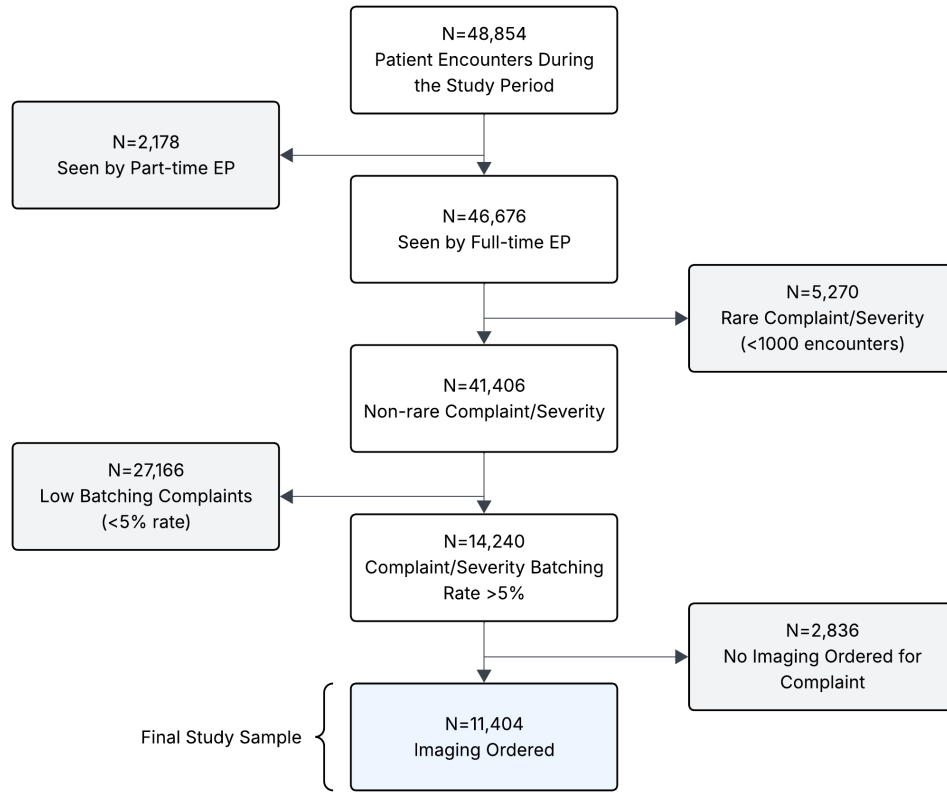 N=48,854
Patient Encounters During
the Study Period
N=2,178
Seen by Part-time EP
N=46,676
Seen by Full-time EP
N=5,270
Rare Complaint/Severity
(<1000 encounters)
N=41,406
Non-rare Complaint/Severity
N=27,166
Low Batching Complaints
(<5% rate)
N=14,240
Complaint/Severity Batching
Rate >5%
N=2,836
No Imaging Ordered for
Complaint
N=11,404
Imaging Ordered
Final Study Sample